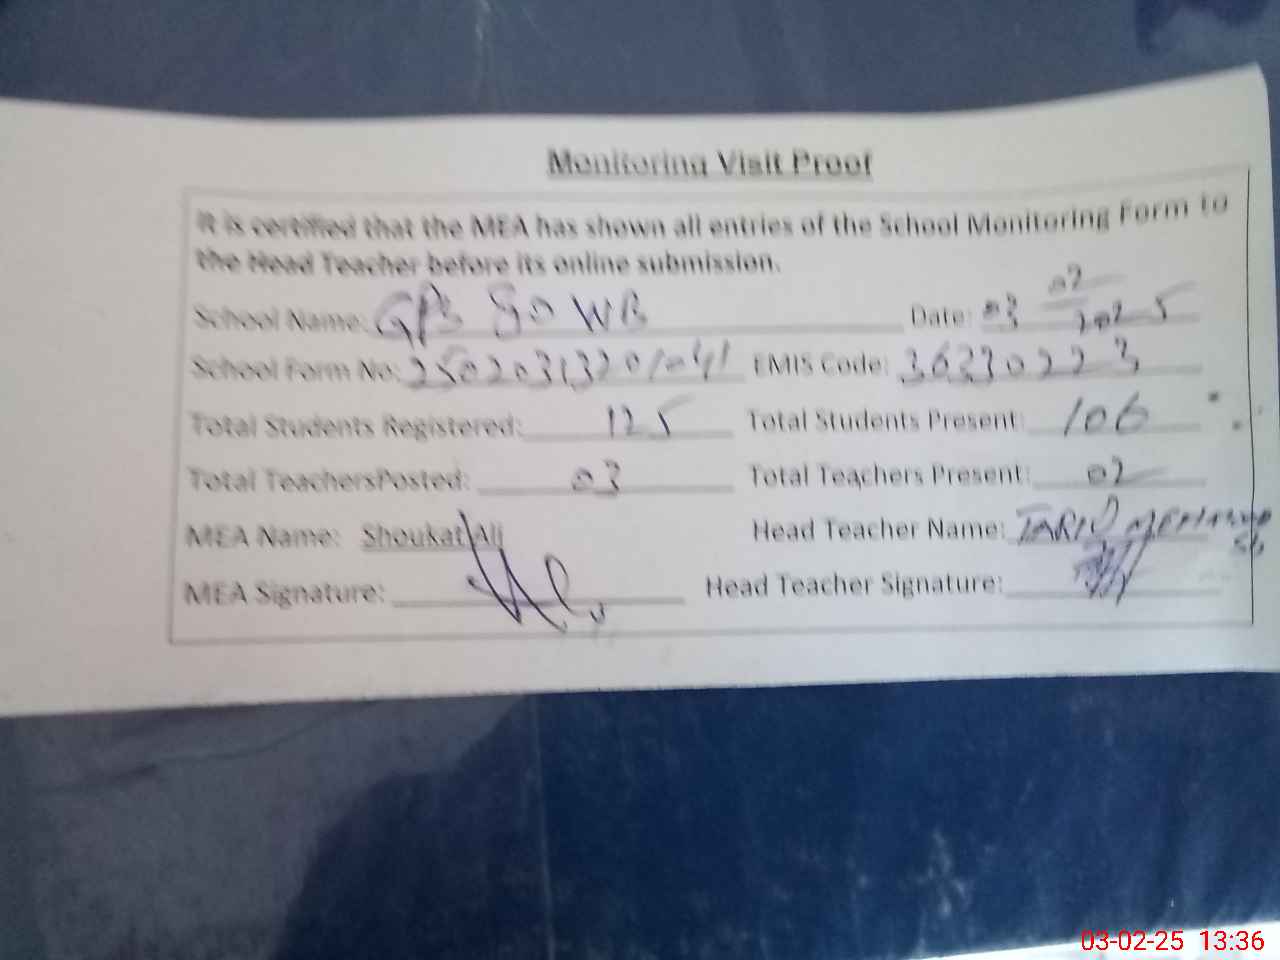 Monitoring Visit Proof
It is certified that the MEA has shown all entries of the School Monitoring Form to
the Head Teacher before its online submission.
School Name: GPS 80 WB Date: 03 02 2025
School Form No: EMIS Code: 36330223
Total Students Registered: 125 Total Students Present: 106
Total TeachersPosted: 03 Total Teachers Present: 02
MEA Name: Shoukat Ali Head Teacher Name: TARIQ MEHMOOD
MEA Signature: Head Teacher Signature:
03-02-25 13:36